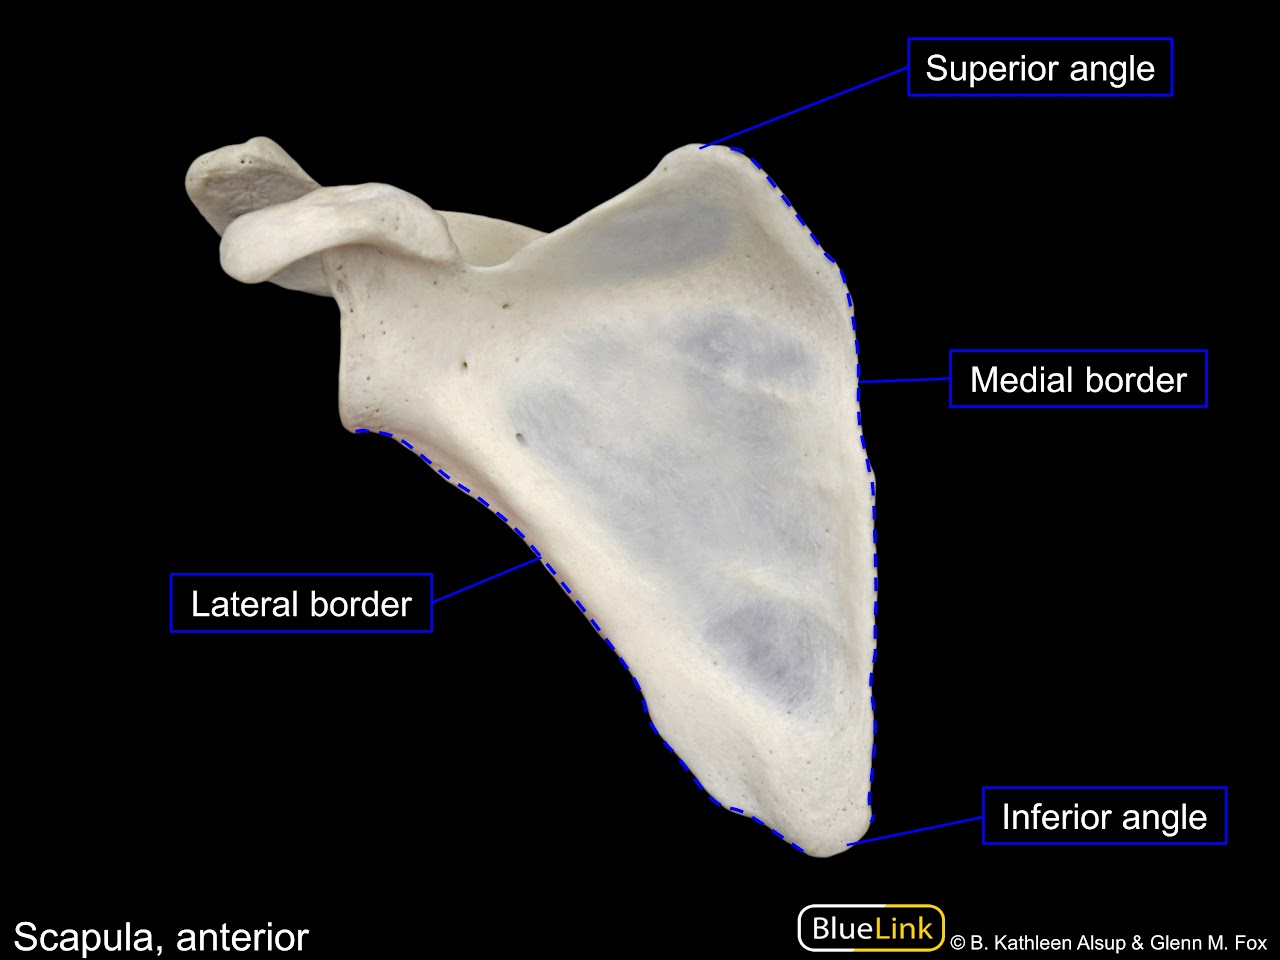 Superior angle
Medial border
Lateral border
Inferior angle
Scapula, anterior
BlueLink
© B. Kathleen Alsup & Glenn M. Fox